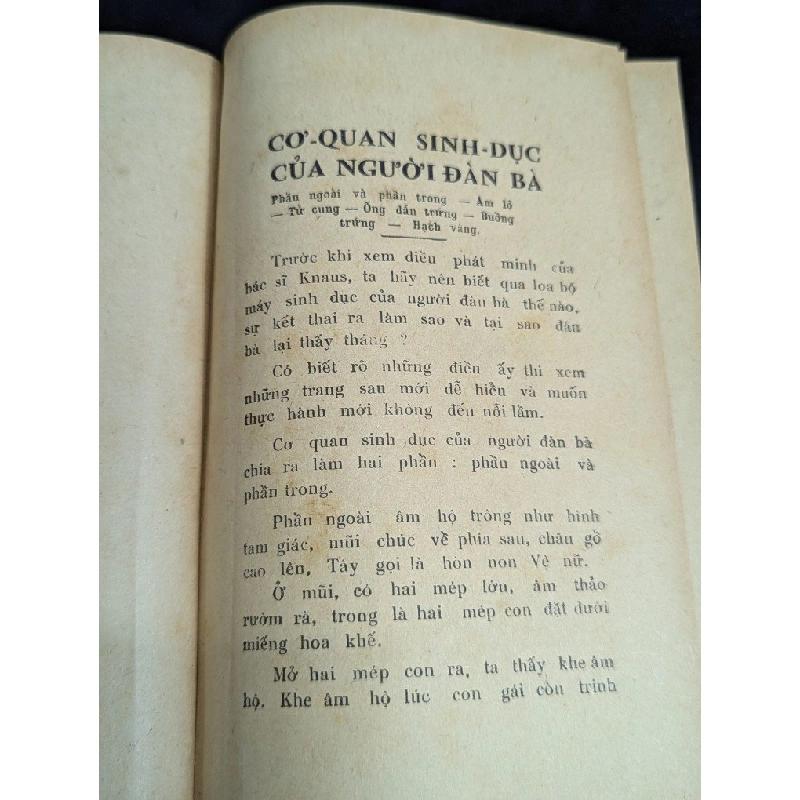 CƠ-QUAN SINH-DỤC
CỦA NGƯỜI ĐÀN BÀ
Phần ngoài và phần trong — Âm lộ
— Tử cung — Ống dẫn trứng — Buồng
trứng — Hạch vàng.
Trước khi xem điều phát minh của
bác sĩ Knaus, ta hãy nên biết qua loa bộ
máy sinh dục của người đàn bà thế nào,
sự kết thai ra làm sao và tại sao đàn
bà lại thấy tháng ?
Có biết rõ những điền ấy thì xem
những trang sau mới dễ hiền và muốn
thực hành mới không đến nỗi lầm.
Cơ quan sinh dục của người đàn bà
chia ra làm hai phần : phần ngoài và
phần trong.
Phần ngoài âm hộ trông như hình
tam giác, mũi chúc về phía sau, chân gồ
cao lên, Tây gọi là hòn non Vệ nữ.
Ở mũi, có hai mép lớn, âm thảo
rườm rà, trong là hai mép con đặt dưới
miếng hoa khế.
Mở hai mép con ra, ta thấy khe âm
hộ. Khe âm hộ lúc con gái còn trinh